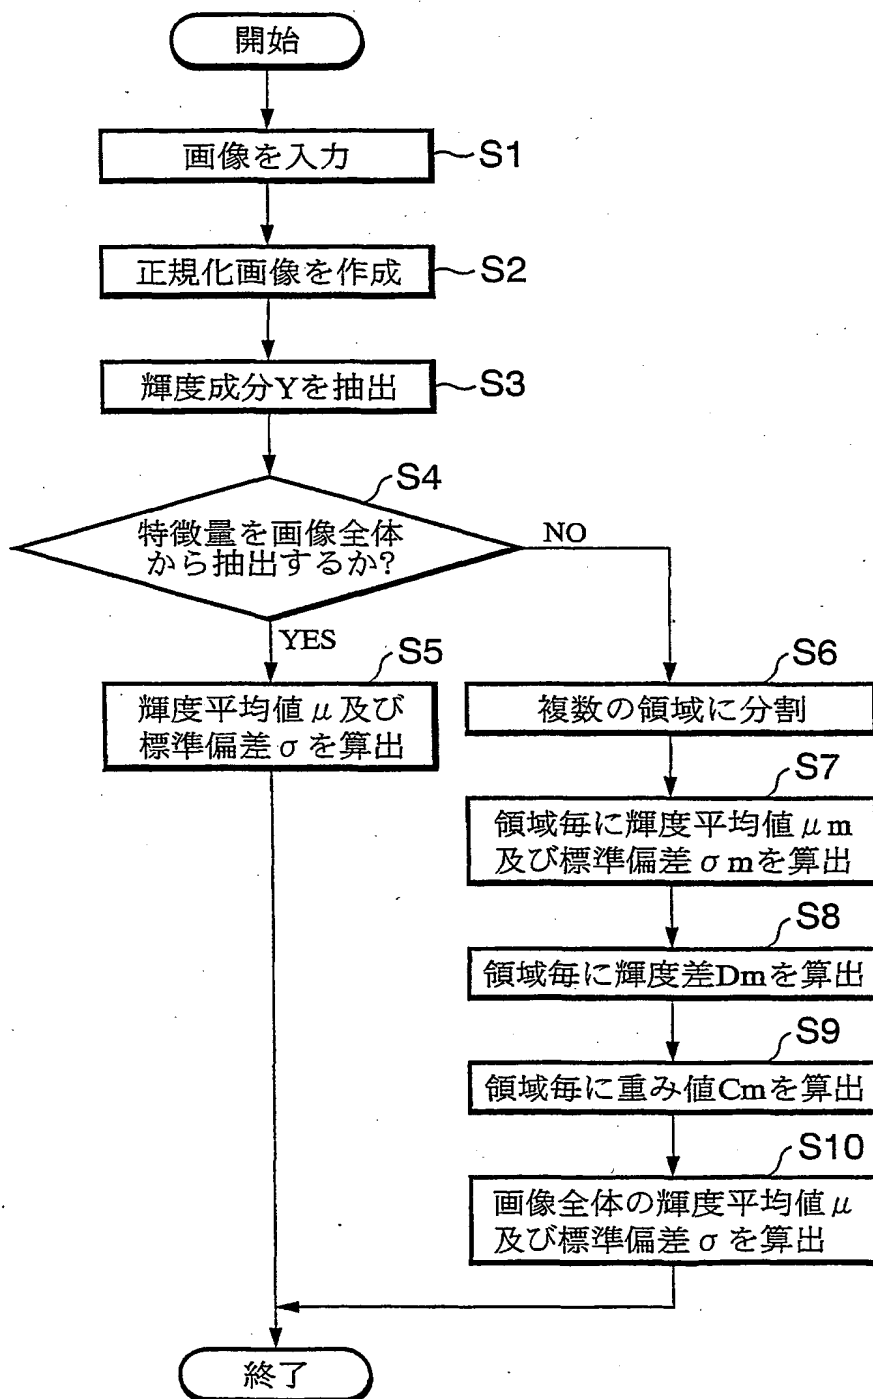 開始
画像を入力
S1
正規化画像を作成
S2
輝度成分Yを抽出
S3
S4
特徴量を画像全体
から抽出するか?
NO
YES
S5
輝度平均値μ及び
標準偏差σを算出
S6
複数の領域に分割
S7
領域毎に輝度平均値μm
及び標準偏差σmを算出
S8
領域毎に輝度差Dmを算出
S9
領域毎に重み値Cmを算出
S10
画像全体の輝度平均値μ
及び標準偏差σを算出
終了